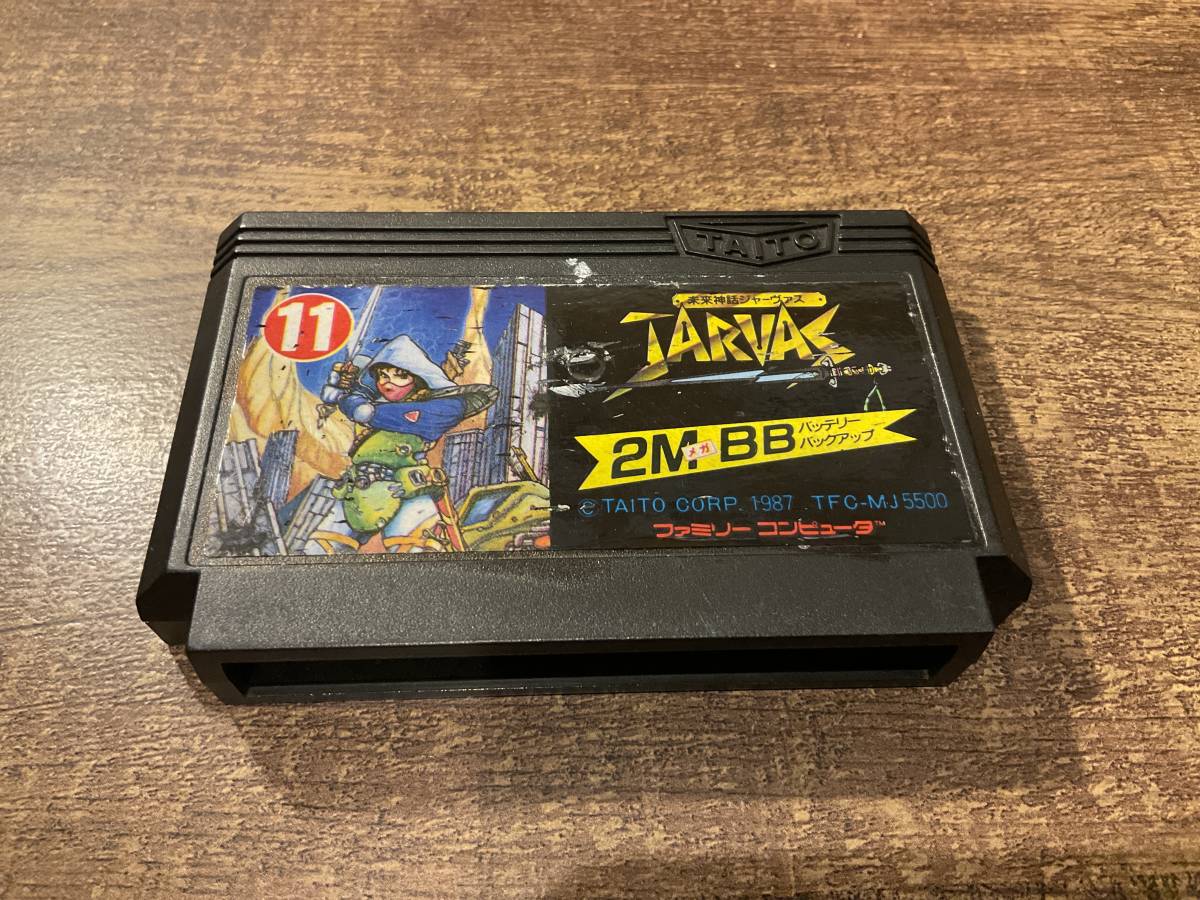 TAITO
11
未来神話ジャーヴァス
JARVAS
2M メガ BB バッテリー
バックアップ
© TAITO CORP. 1987 TFC-MJ5500
ファミリーコンピュータ™